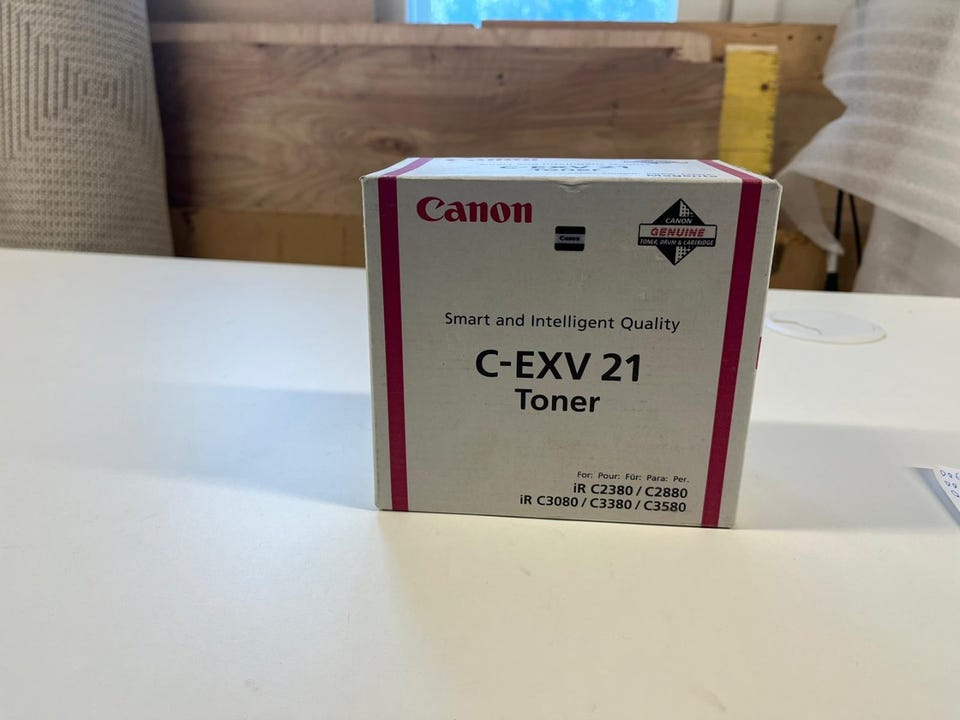 Canon
Canon
CANON
GENUINE
TONER, DRUM & CARTRIDGE
Smart and Intelligent Quality
C-EXV 21
Toner
For: Pour: Für: Para: Per.
iR C2380 / C2880
iR C3080 / C3380 / C3580